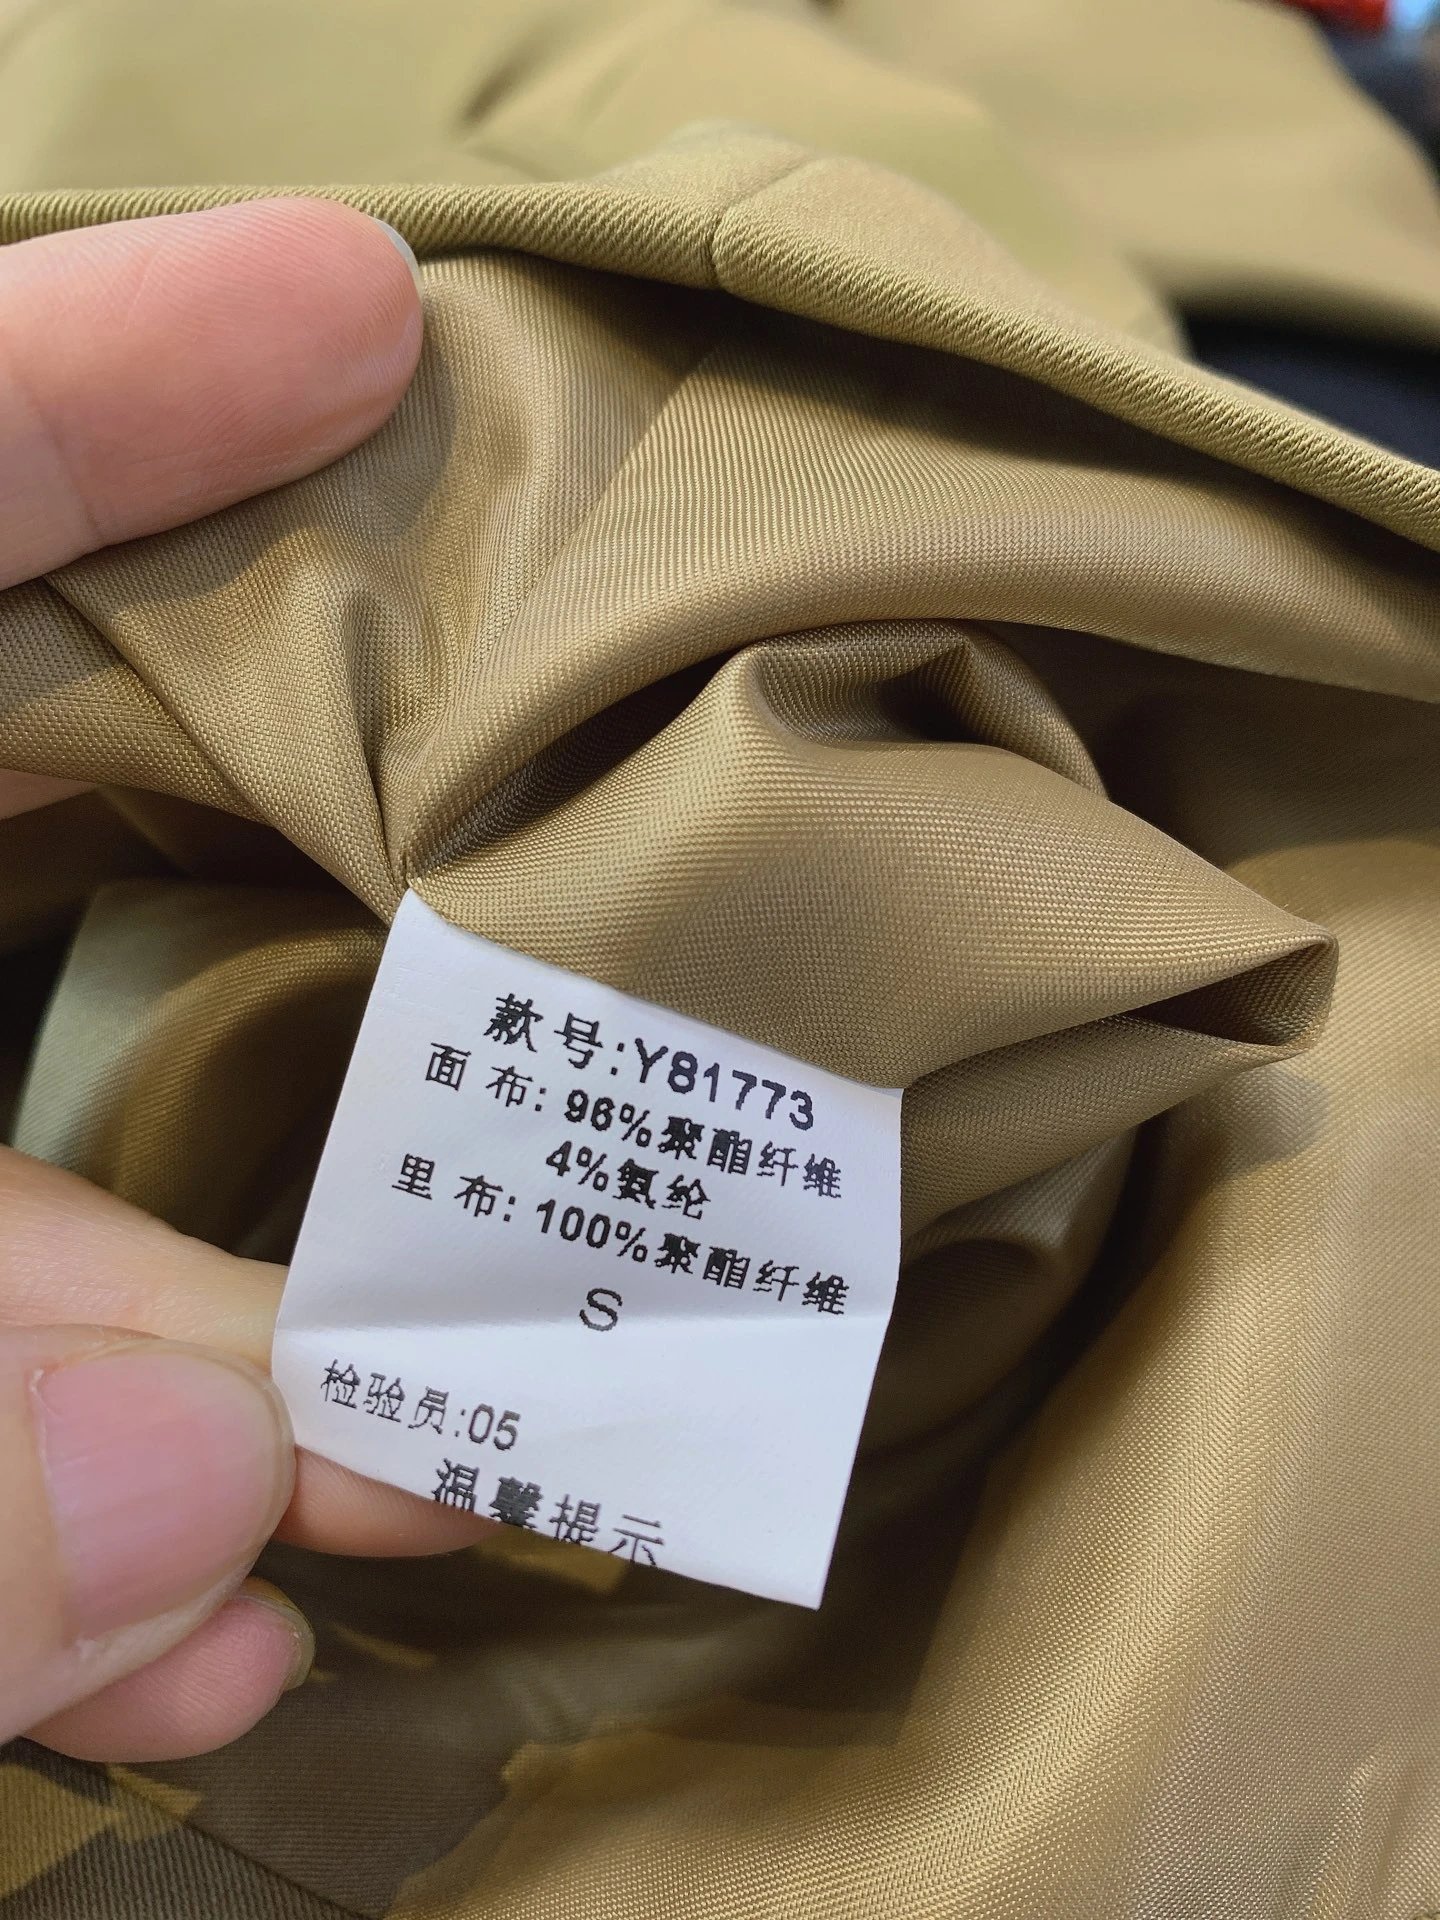 款号:Y81773
面 布: 96%聚酯纤维
4%氨纶
里 布: 100%聚酯纤维
S
检验员:05
温馨提示